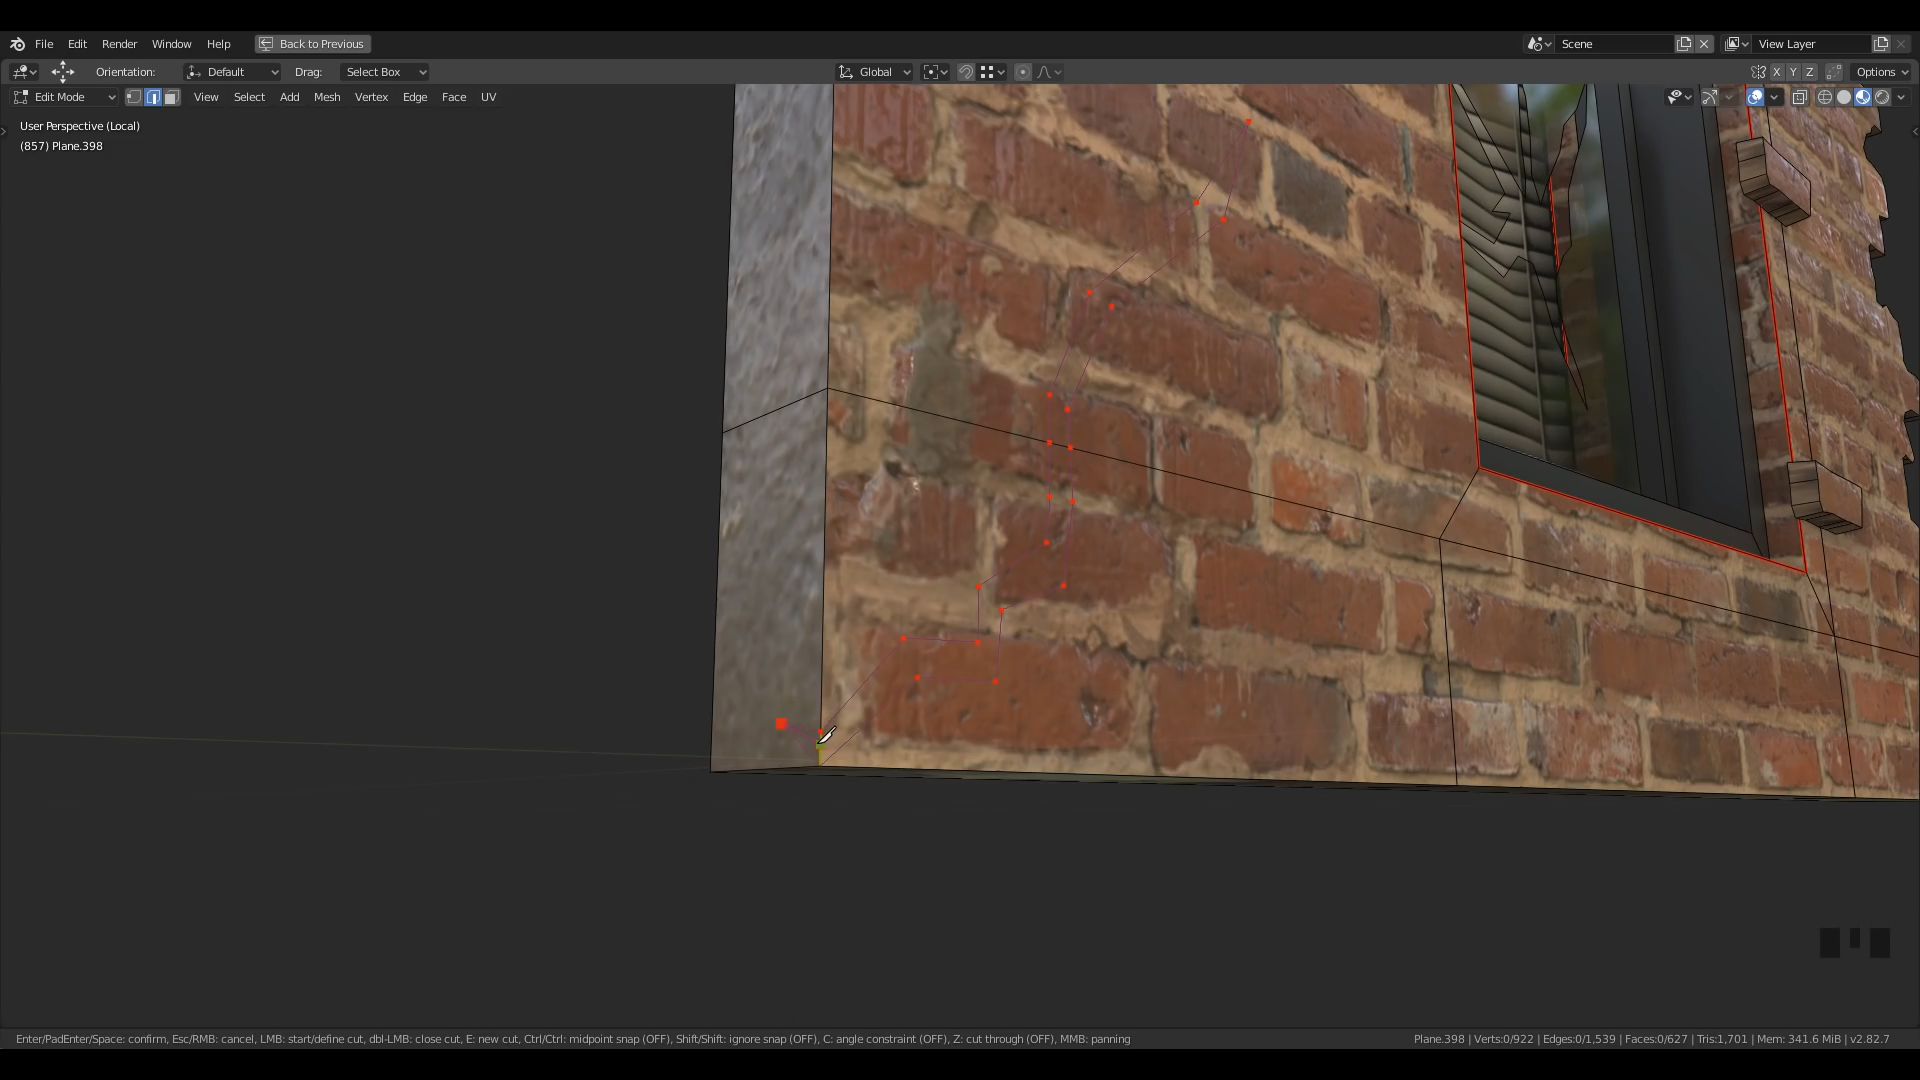 File Edit Render Window Help Back to Previous Scene View Layer
Orientation: Default Drag: Select Box Global X Y Z Options
Edit Mode View Select Add Mesh Vertex Edge Face UV
User Perspective (Local)
(857) Plane.398
Enter/PadEnter/Space: confirm, Esc/RMB: cancel, LMB: start/define cut, dbl-LMB: close cut, E: new cut, Ctrl/Ctrl: midpoint snap (OFF), Shift/Shift: ignore snap (OFF), C: angle constraint (OFF), Z: cut through (OFF), MMB: panning Plane.398 | Verts:0/922 | Edges:0/1,539 | Faces:0/627 | Tris:1,701 | Mem: 341.6 MiB | v2.82.7